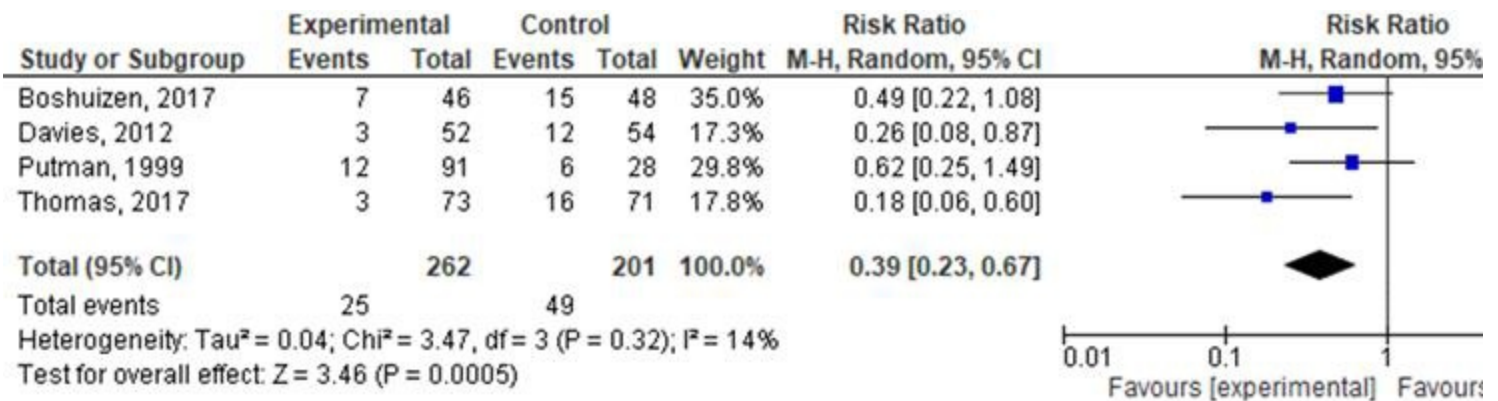 Experimental Control Risk Ratio Risk Ratio
Study or Subgroup Events Total Events Total Weight M-H, Random, 95% CI M-H, Random, 95%
Boshuizen, 2017 7 46 15 48 35.0% 0.49 [0.22, 1.08]
Davies, 2012 3 52 12 54 17.3% 0.26 [0.08, 0.87]
Putman, 1999 12 91 6 28 29.8% 0.62 [0.25, 1.49]
Thomas, 2017 3 73 16 71 17.8% 0.18 [0.06, 0.60]
Total (95% CI) 262 201 100.0% 0.39 [0.23, 0.67]
Total events 25 49
Heterogeneity: Tau² = 0.04; Chi² = 3.47, df = 3 (P = 0.32); I² = 14%
Test for overall effect: Z = 3.46 (P = 0.0005)
0.01 0.1 1
Favours [experimental] Favours